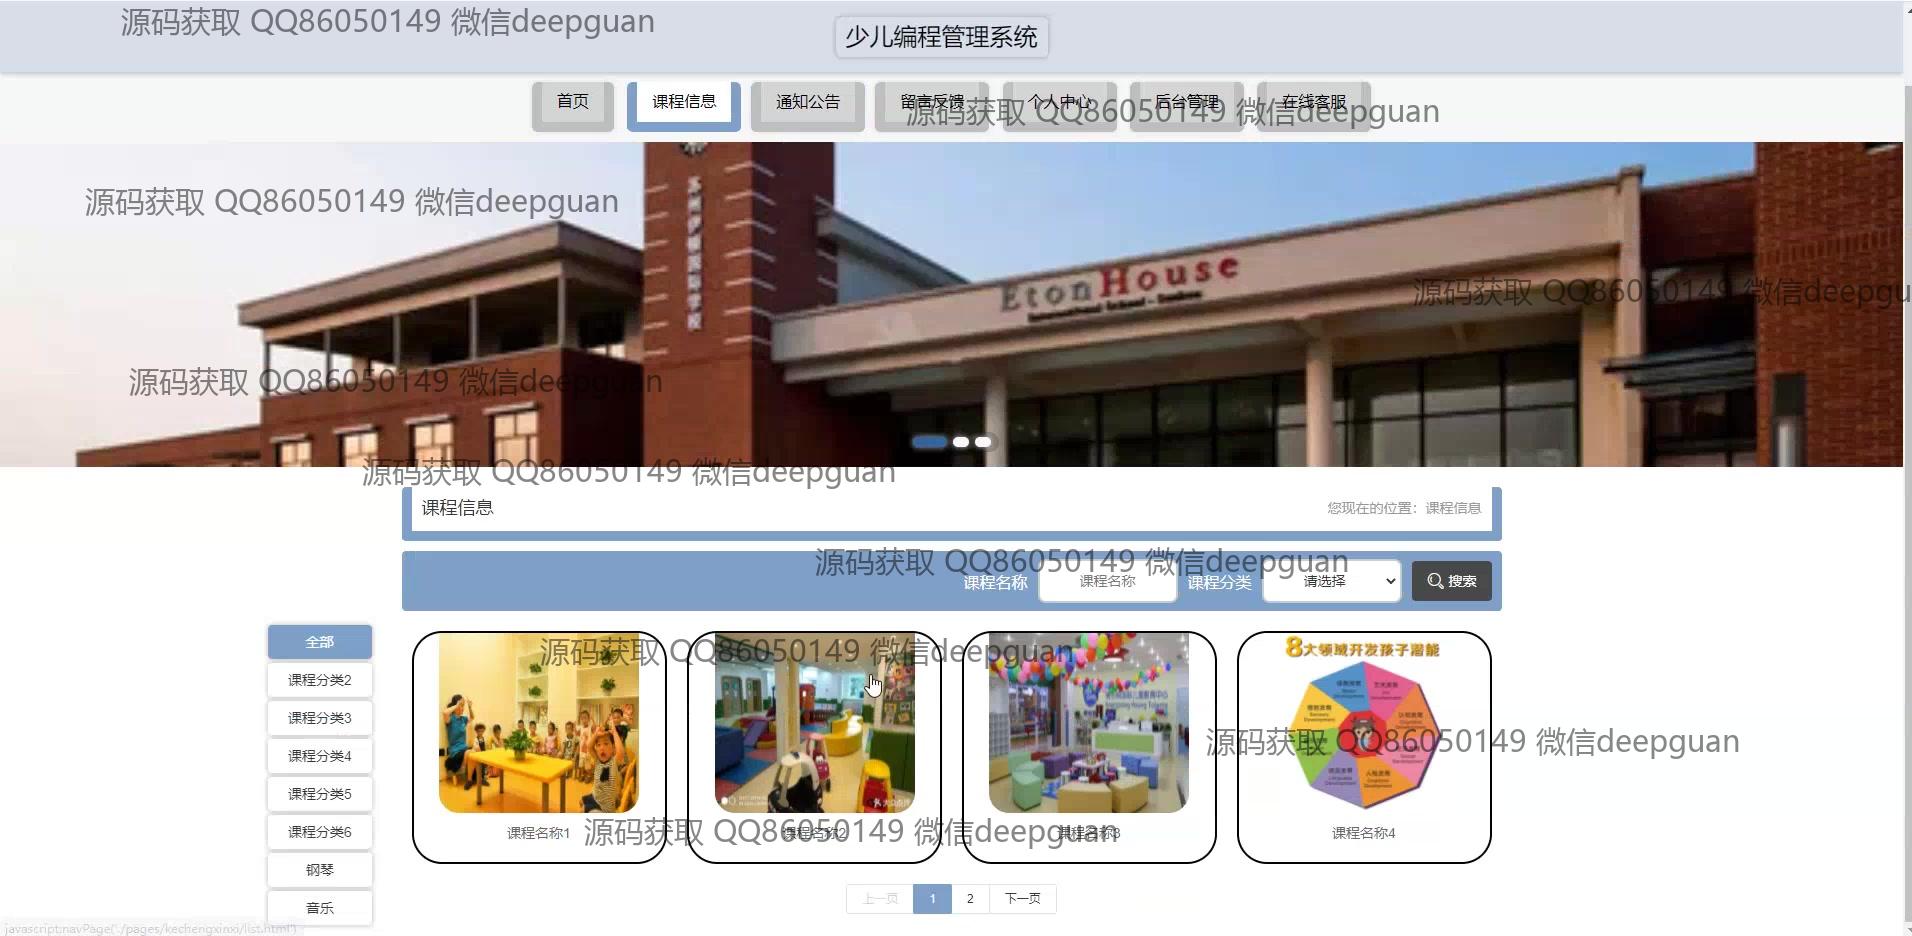 源码获取 QQ86050149 微信deepguan
少儿编程管理系统
首页 课程信息 通知公告 留言反馈 个人中心 后台管理 在线客服
源码获取 QQ86050149 微信deepguan
源码获取 QQ86050149 微信deepguan
EtonHouse
源码获取 QQ86050149 微信deepgu
源码获取 QQ86050149 微信deepguan
源码获取 QQ86050149 微信deepguan
课程信息 您现在的位置：课程信息
源码获取 QQ86050149 微信deepguan
课程名称 课程名称 课程分类 请选择 搜索
全部
课程分类2
课程分类3
课程分类4
课程分类5
课程分类6
钢琴
音乐
源码获取 QQ86050149 微信deepguan
8大领域开发孩子潜能
源码获取 QQ86050149 微信deepguan
课程名称1 课程名称2 课程名称3 课程名称4
源码获取 QQ86050149 微信deepguan
上一页 1 2 下一页
javascript:navPage('./pages/kechengxinxi/list.html')